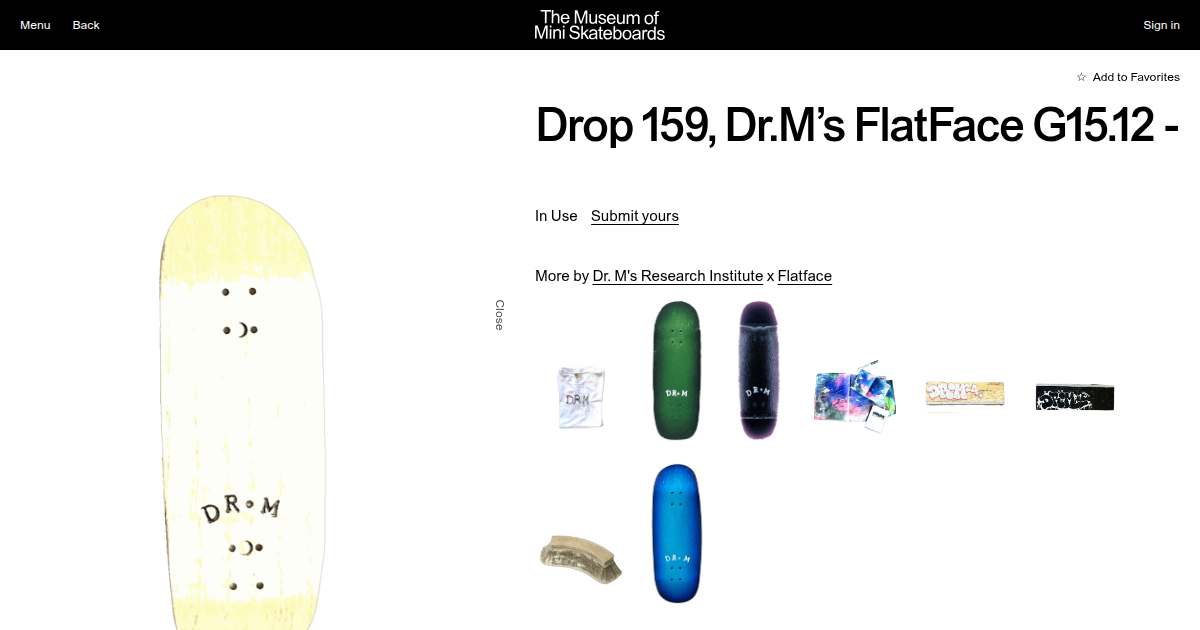 Menu
Back
The Museum of
Mini Skateboards
Sign in
☆ Add to Favorites
Drop 159, Dr.M’s FlatFace G15.12 -
In Use Submit yours
More by Dr. M's Research Institute x Flatface
Close
DR•M
DRM
DR•M
DR•M
DR•M